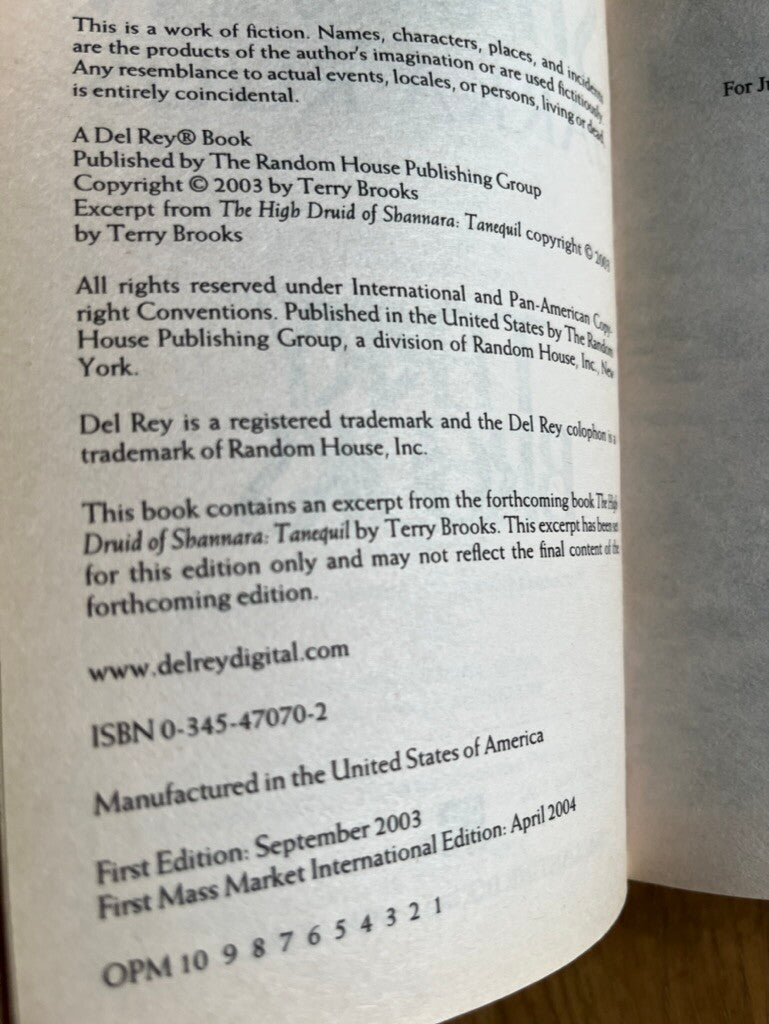 This is a work of fiction. Names, characters, places, and incidents
are the products of the author's imagination or are used fictitiously.
Any resemblance to actual events, locales, or persons, living or dead,
is entirely coincidental.
A Del Rey® Book
Published by The Random House Publishing Group
Copyright © 2003 by Terry Brooks
Excerpt from The High Druid of Shannara: Tanequil copyright ©
by Terry Brooks
All rights reserved under International and Pan-American Copy-
right Conventions. Published in the United States by The Random
House Publishing Group, a division of Random House, Inc., New
York.
Del Rey is a registered trademark and the Del Rey colophon is a
trademark of Random House, Inc.
This book contains an excerpt from the forthcoming book The High
Druid of Shannara: Tanequil by Terry Brooks. This excerpt has been set
for this edition only and may not reflect the final content of the
forthcoming edition.
www.delreydigital.com
ISBN 0-345-47070-2
Manufactured in the United States of America
First Edition: September 2003
First Mass Market International Edition: April 2004
OPM 10 9 8 7 6 5 4 3 2 1
For